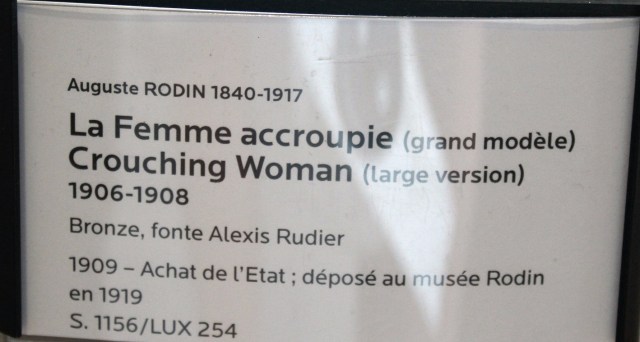 Auguste RODIN 1840-1917
La Femme accroupie (grand modèle)
Crouching Woman (large version)
1906-1908
Bronze, fonte Alexis Rudier
1909 – Achat de l'Etat ; déposé au musée Rodin
en 1919
S. 1156/LUX 254